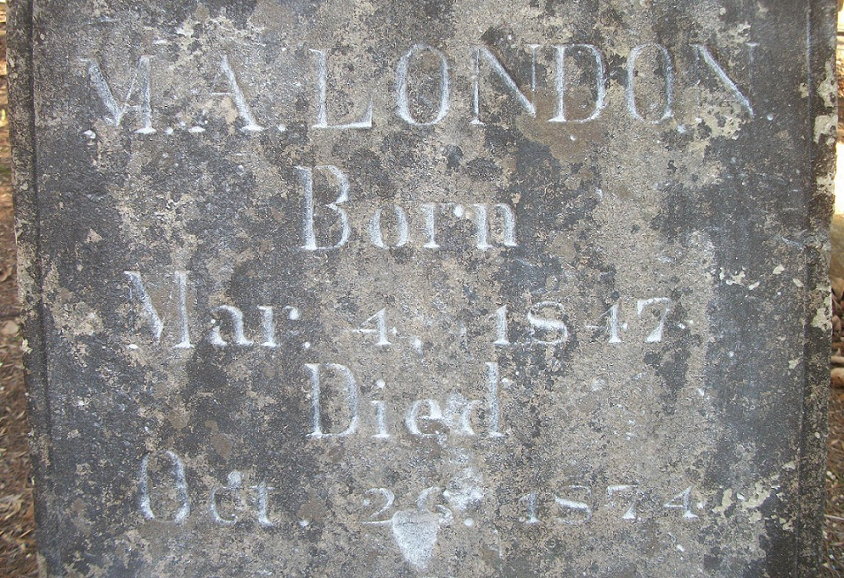 M. A. LONDON.
Born
Mar. 4, 1847.
Died
Oct. 26, 1874